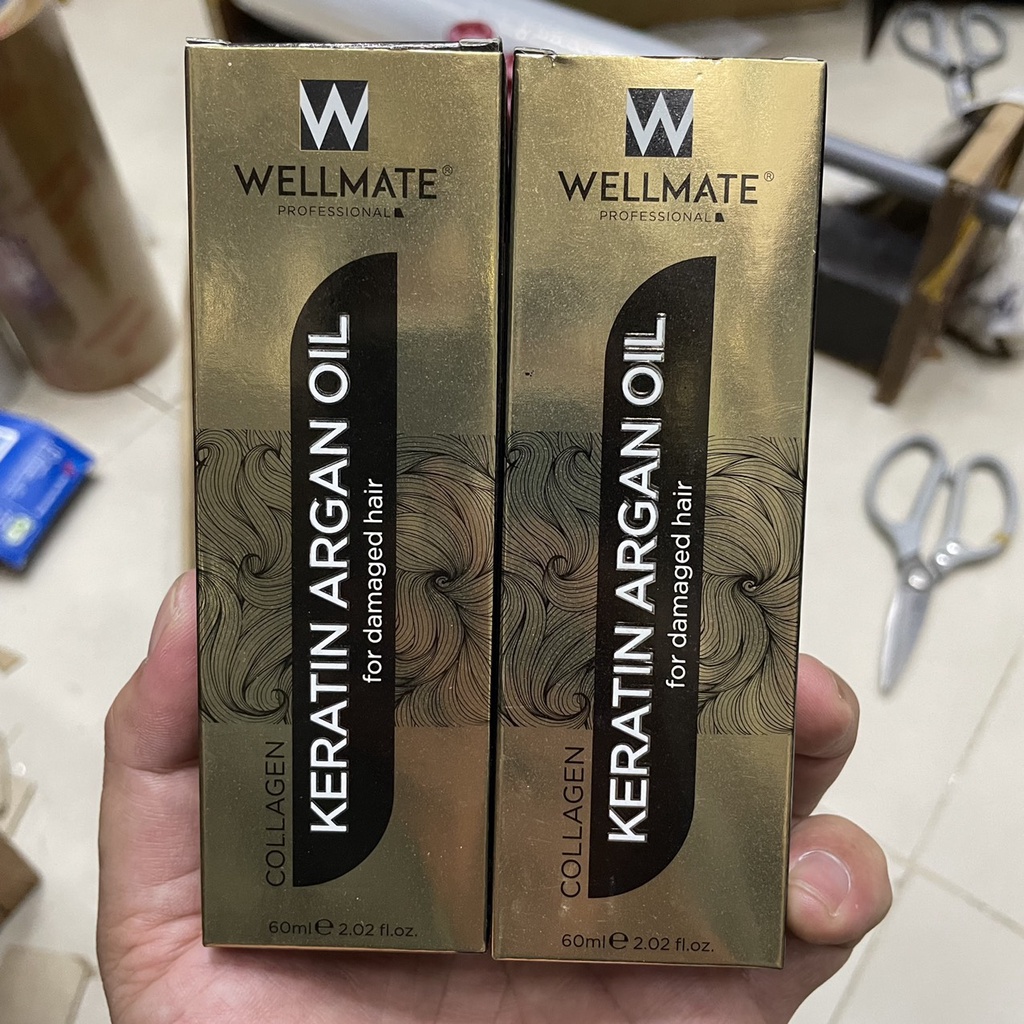 W
WELLMATE®
PROFESSIONAL
KERATIN ARGAN OIL
for damaged hair
COLLAGEN
60ml℮ 2.02 fl.oz.
W
WELLMATE®
PROFESSIONAL
KERATIN ARGAN OIL
for damaged hair
COLLAGEN
60ml℮ 2.02 fl.oz.